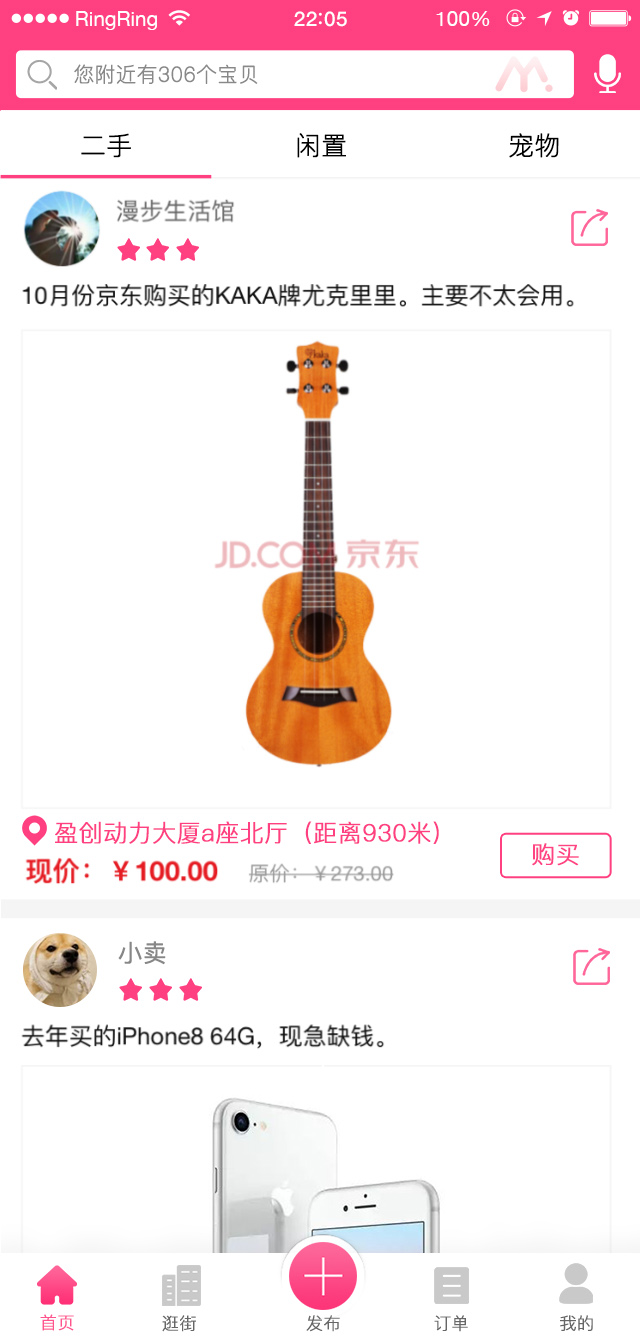 RingRing 22:05 100%
您附近有306个宝贝
二手 闲置 宠物
漫步生活馆
10月份京东购买的KAKA牌尤克里里。主要不太会用。
Kaka
JD.COM 京东
盈创动力大厦a座北厅（距离930米）
现价：￥100.00 原价：￥273.00 购买
小卖
去年买的iPhone8 64G，现急缺钱。
首页 逛街 发布 订单 我的